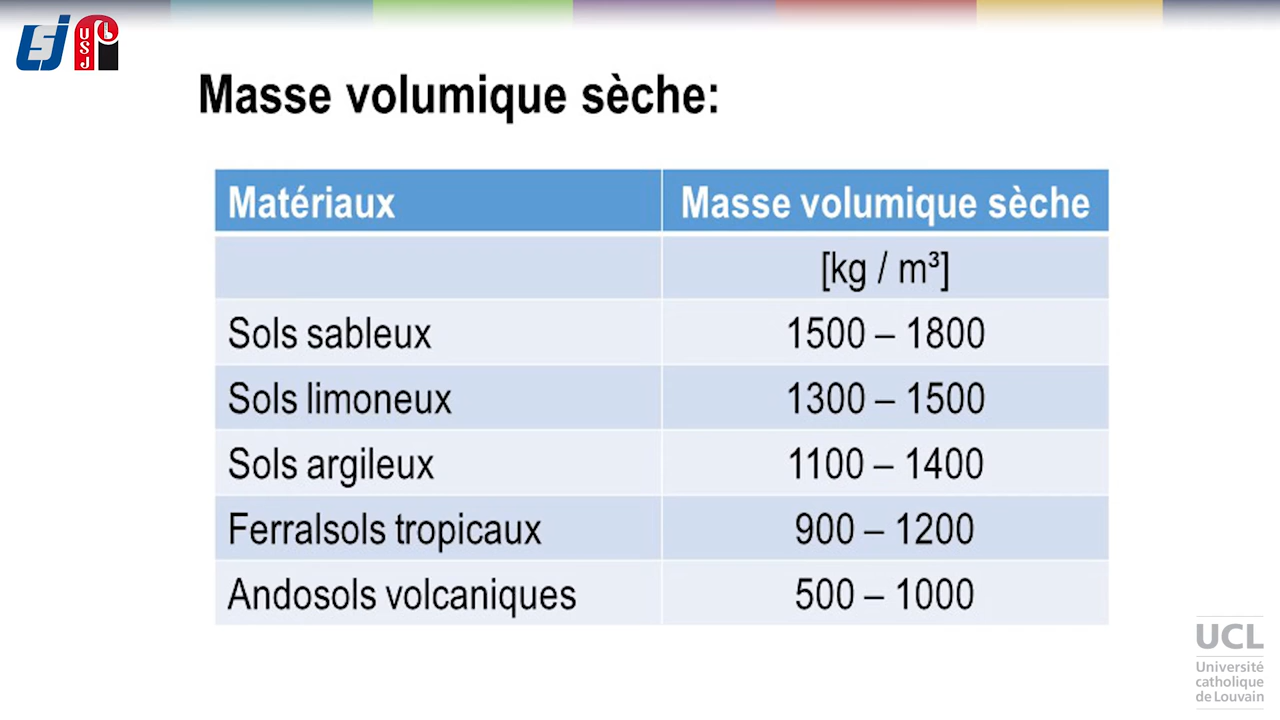 USJ
Masse volumique sèche:
Matériaux Masse volumique sèche
[kg / m³]
Sols sableux 1500 – 1800
Sols limoneux 1300 – 1500
Sols argileux 1100 – 1400
Ferralsols tropicaux 900 – 1200
Andosols volcaniques 500 – 1000
UCL
Université
catholique
de Louvain